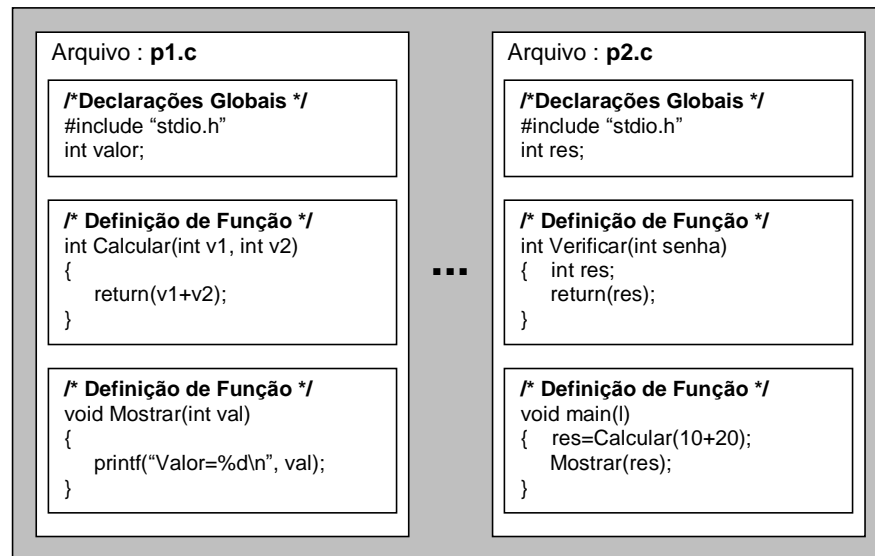 Arquivo : p1.c
/*Declarações Globais */
#include “stdio.h”
int valor;
/* Definição de Função */
int Calcular(int v1, int v2)
{
return(v1+v2);
}
/* Definição de Função */
void Mostrar(int val)
{
printf(“Valor=%d\n”, val);
}
...
Arquivo : p2.c
/*Declarações Globais */
#include “stdio.h”
int res;
/* Definição de Função */
int Verificar(int senha)
{ int res;
return(res);
}
/* Definição de Função */
void main(l)
{ res=Calcular(10+20);
Mostrar(res);
}